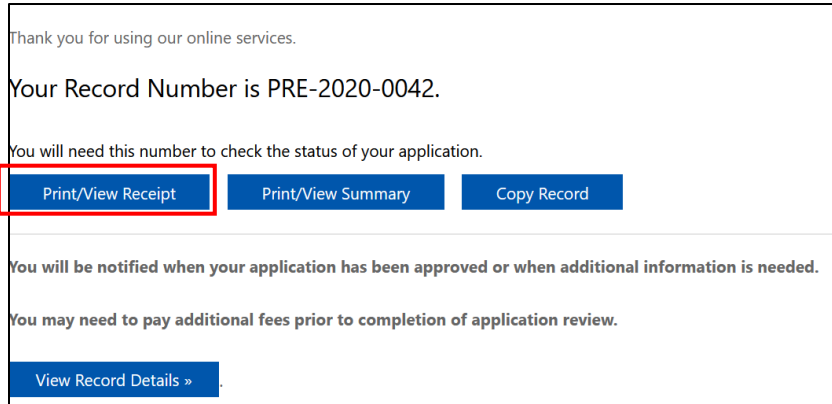 Thank you for using our online services.
Your Record Number is PRE-2020-0042.
You will need this number to check the status of your application.
Print/View Receipt Print/View Summary Copy Record
You will be notified when your application has been approved or when additional information is needed.
You may need to pay additional fees prior to completion of application review.
View Record Details » .